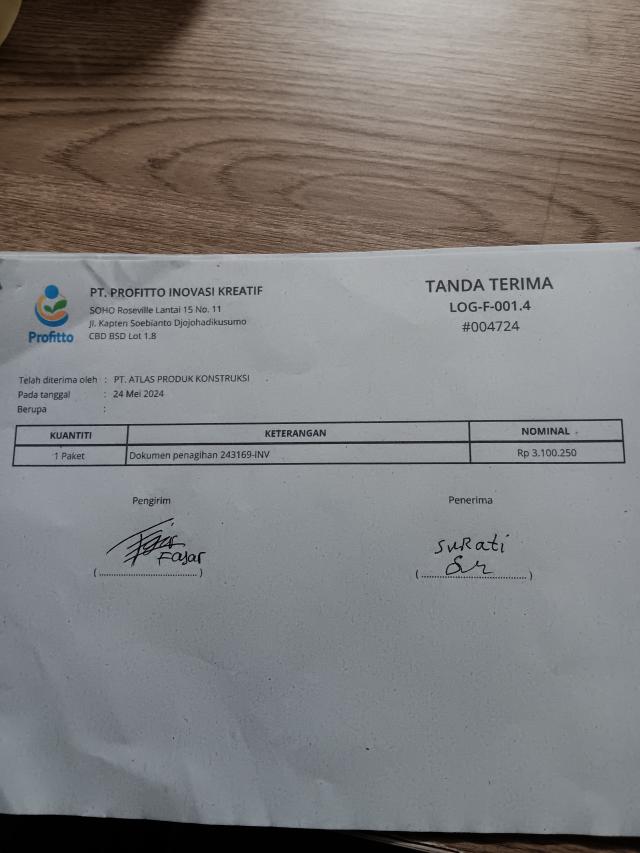 Profitto
PT. PROFITTO INOVASI KREATIF
SOHO Roseville Lantai 15 No. 11
Jl. Kapten Soebianto Djojohadikusumo
CBD BSD Lot 1.8
TANDA TERIMA
LOG-F-001.4
#004724
Telah diterima oleh : PT. ATLAS PRODUK KONSTRUKSI
Pada tanggal : 24 Mei 2024
Berupa :
KUANTITI KETERANGAN NOMINAL
1 Paket Dokumen penagihan 243169-INV Rp 3.100.250
Pengirim Penerima
Fajar
SuRati
(..............................) (..............................)